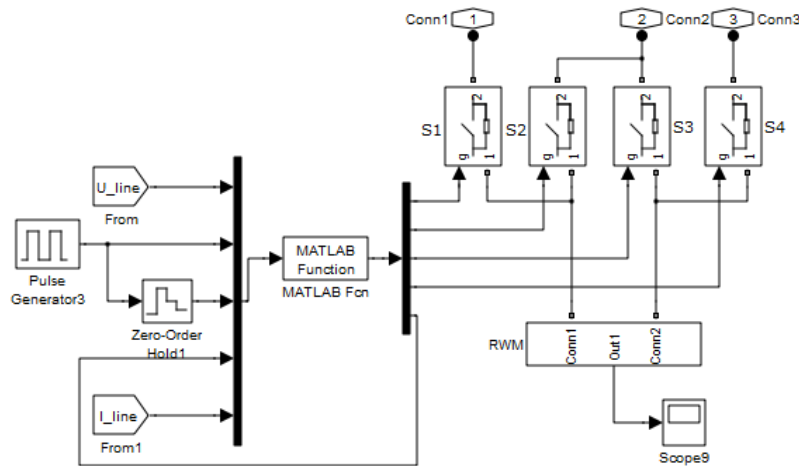 Conn1
1
2
Conn2
3
Conn3
S1
2
g
1
S2
2
g
1
2
g
1
S3
2
g
1
S4
U_line
From
Pulse
Generator3
Zero-Order
Hold1
MATLAB
Function
MATLAB Fcn
I_line
From1
RWM
Conn1
Out1
Conn2
Scope9